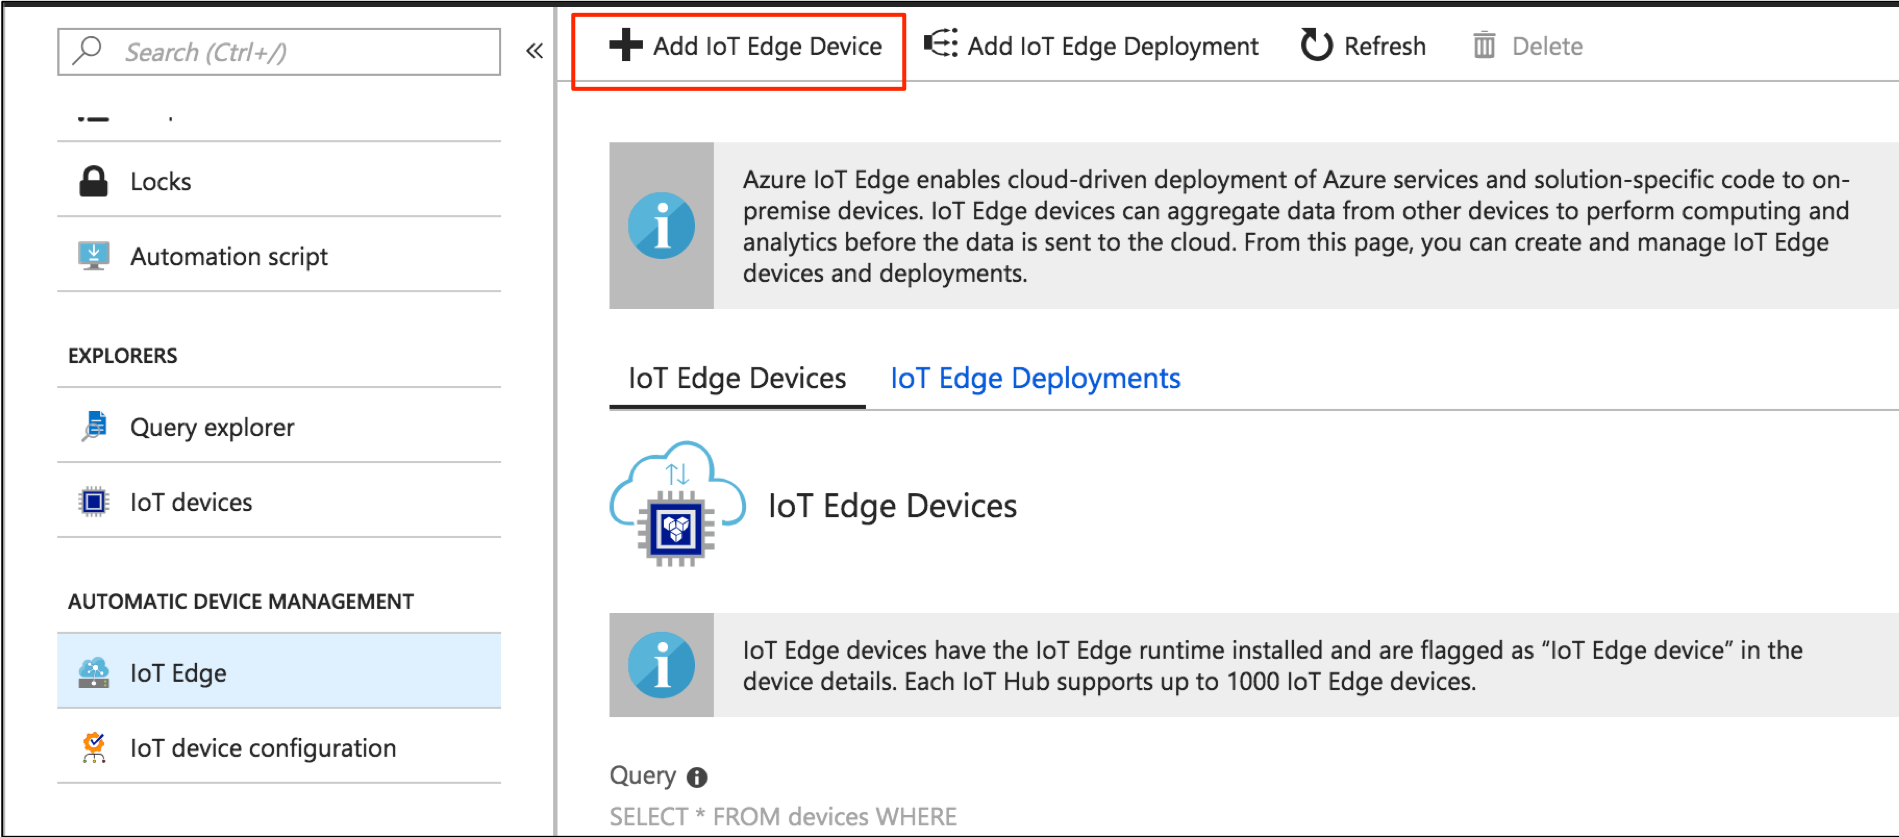 Search (Ctrl+/)
«
Locks
Automation script
EXPLORERS
Query explorer
IoT devices
AUTOMATIC DEVICE MANAGEMENT
IoT Edge
IoT device configuration
Add IoT Edge Device
Add IoT Edge Deployment
Refresh
Delete
Azure IoT Edge enables cloud-driven deployment of Azure services and solution-specific code to on-
premise devices. IoT Edge devices can aggregate data from other devices to perform computing and
analytics before the data is sent to the cloud. From this page, you can create and manage IoT Edge
devices and deployments.
IoT Edge Devices
IoT Edge Deployments
IoT Edge Devices
IoT Edge devices have the IoT Edge runtime installed and are flagged as “IoT Edge device” in the
device details. Each IoT Hub supports up to 1000 IoT Edge devices.
Query
SELECT * FROM devices WHERE